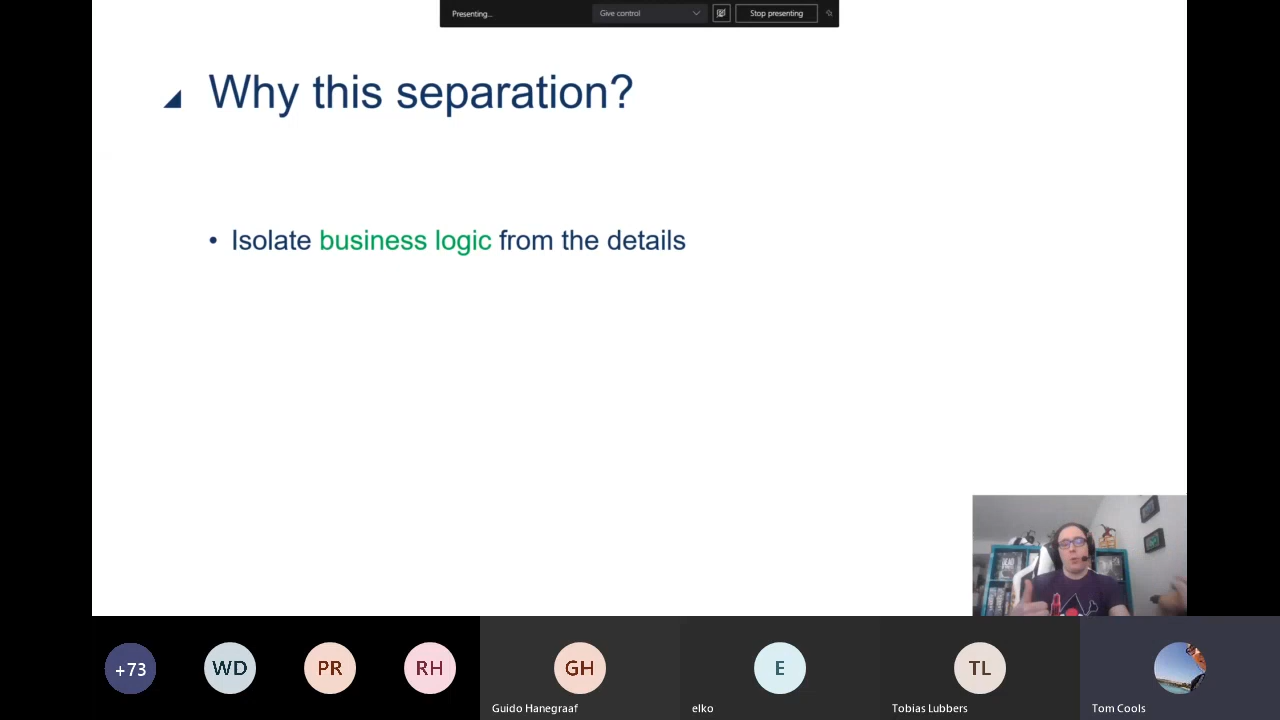 Presenting...
Give control
Stop presenting
Why this separation?
• Isolate business logic from the details
+73
WD
PR
RH
GH
E
TL
Guido Hanegraaf
elko
Tobias Lubbers
Tom Cools